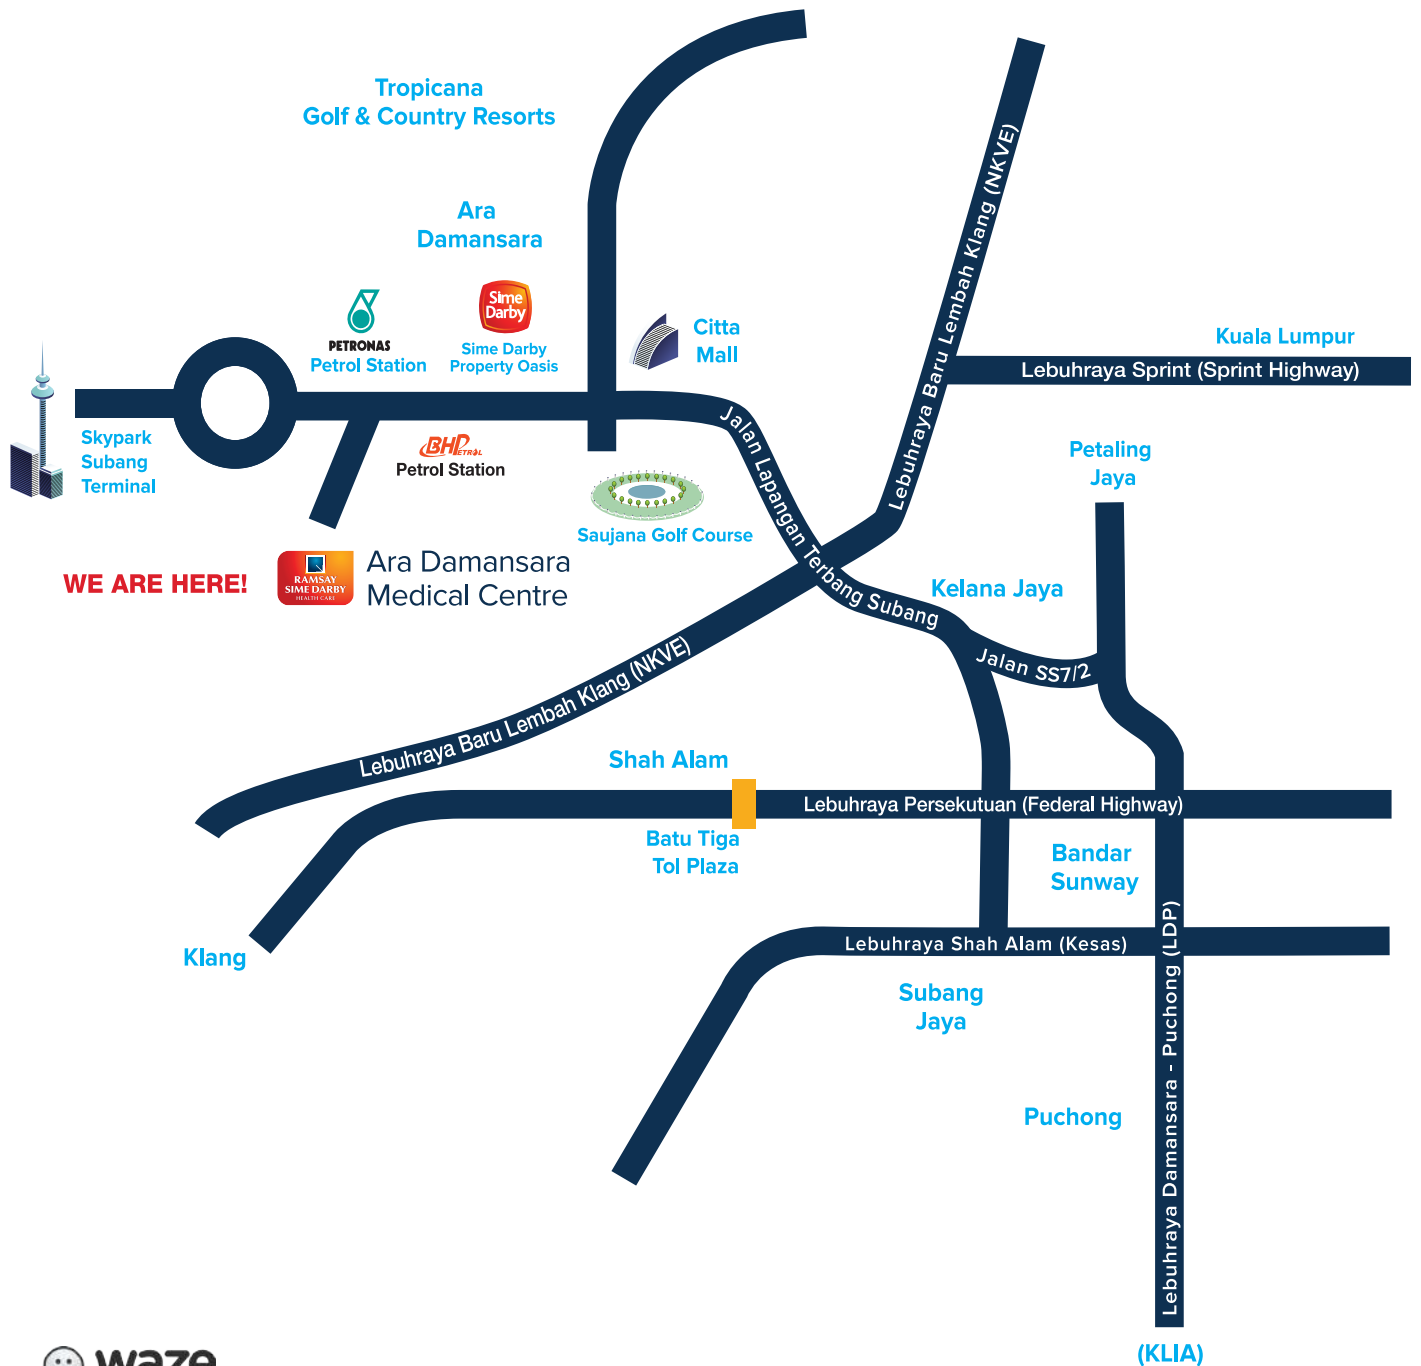 Tropicana
Golf & Country Resorts
Ara
Damansara
PETRONAS
Petrol Station
Sime
Darby
Sime Darby
Property Oasis
Citta
Mall
Lebuhraya Baru Lembah Klang (NKVE)
Kuala Lumpur
Lebuhraya Sprint (Sprint Highway)
Skypark
Subang
Terminal
BHPETROL
Petrol Station
Jalan Lapangan Terbang Subang
Petaling
Jaya
Saujana Golf Course
WE ARE HERE!
RAMSAY
SIME DARBY
HEALTH CARE
Ara Damansara
Medical Centre
Kelana Jaya
Jalan SS7/2
Lebuhraya Baru Lembah Klang (NKVE)
Shah Alam
Lebuhraya Persekutuan (Federal Highway)
Batu Tiga
Tol Plaza
Bandar
Sunway
Klang
Lebuhraya Shah Alam (Kesas)
Subang
Jaya
Puchong
Lebuhraya Damansara - Puchong (LDP)
(KLIA)
waze